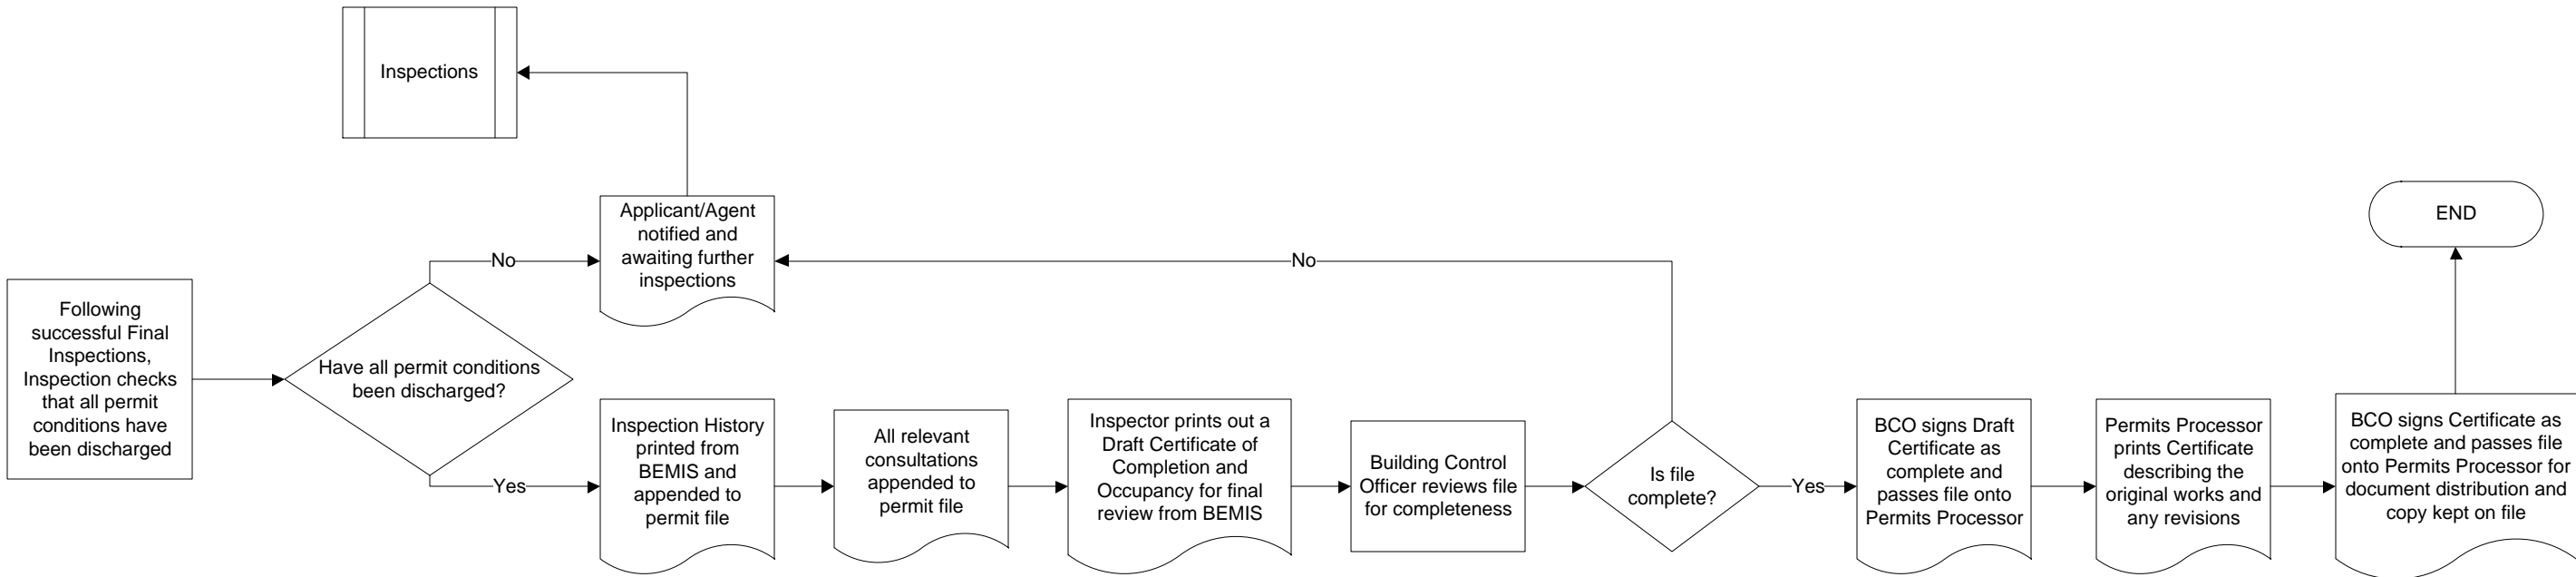 Inspections
Applicant/Agent
notified and
awaiting further
inspections
END
No
No
Following
successful Final
Inspections,
Inspection checks
that all permit
conditions have
been discharged
Have all permit conditions
been discharged?
Yes
Inspection History
printed from
BEMIS and
appended to
permit file
All relevant
consultations
appended to
permit file
Inspector prints out a
Draft Certificate of
Completion and
Occupancy for final
review from BEMIS
Building Control
Officer reviews file
for completeness
Is file
complete?
Yes
BCO signs Draft
Certificate as
complete and
passes file onto
Permits Processor
Permits Processor
prints Certificate
describing the
original works and
any revisions
BCO signs Certificate as
complete and passes file
onto Permits Processor for
document distribution and
copy kept on file